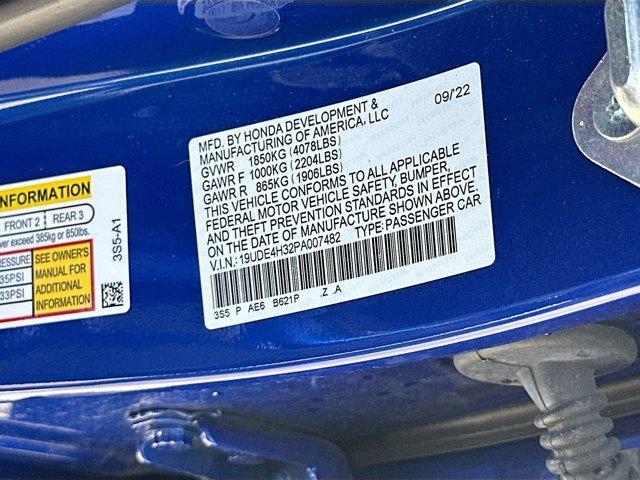 MFD. BY HONDA DEVELOPMENT &
MANUFACTURING OF AMERICA, LLC
09/'22
GVWR 1850KG (4078LBS)
GAWR F 1000KG (2204LBS)
GAWR R 865KG (1906LBS)
THIS VEHICLE CONFORMS TO ALL APPLICABLE
FEDERAL MOTOR VEHICLE SAFETY, BUMPER,
AND THEFT PREVENTION STANDARDS IN EFFECT
ON THE DATE OF MANUFACTURE SHOWN ABOVE.
V.I.N.: 19UDE4H32PA007482 TYPE: PASSENGER CAR
3S5 P AE6 B621P .Z .A
INFORMATION
FRONT 2 REAR 3
ver exceed 385kg or 850lbs.
PRESSURE
35PSI
33PSI
SEE OWNER'S
MANUAL FOR
ADDITIONAL
INFORMATION
3S5-A1